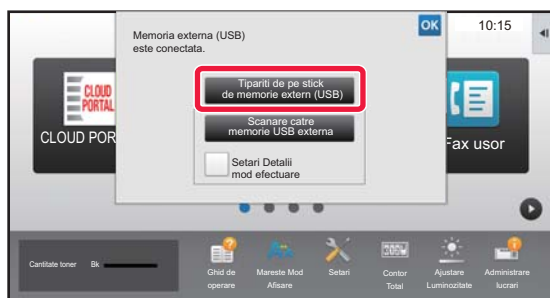 Memoria externa (USB)
este conectata.
OK
10:15
Tipariti de pe stick
de memorie extern (USB)
Scanare catre
memorie USB externa
Setari Detalii
mod efectuare
CLOUD
PORTAL
CLOUD POR
Fax usor
Cantitate toner
Bk
Ghid de
operare
Mareste Mod
Afisare
Setari
Contor
Total
Ajustare
Luminozitate
Administrare
lucrari